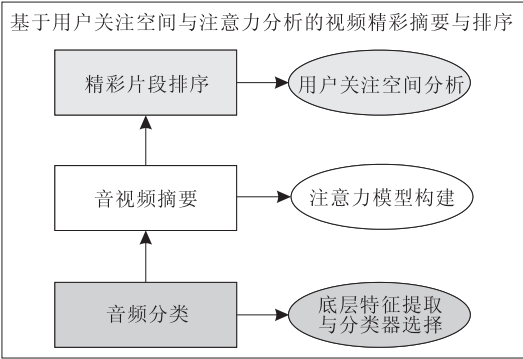 基于用户关注空间与注意力分析的视频精彩摘要与排序
精彩片段排序
用户关注空间分析
音视频摘要
注意力模型构建
音频分类
底层特征提取
与分类器选择